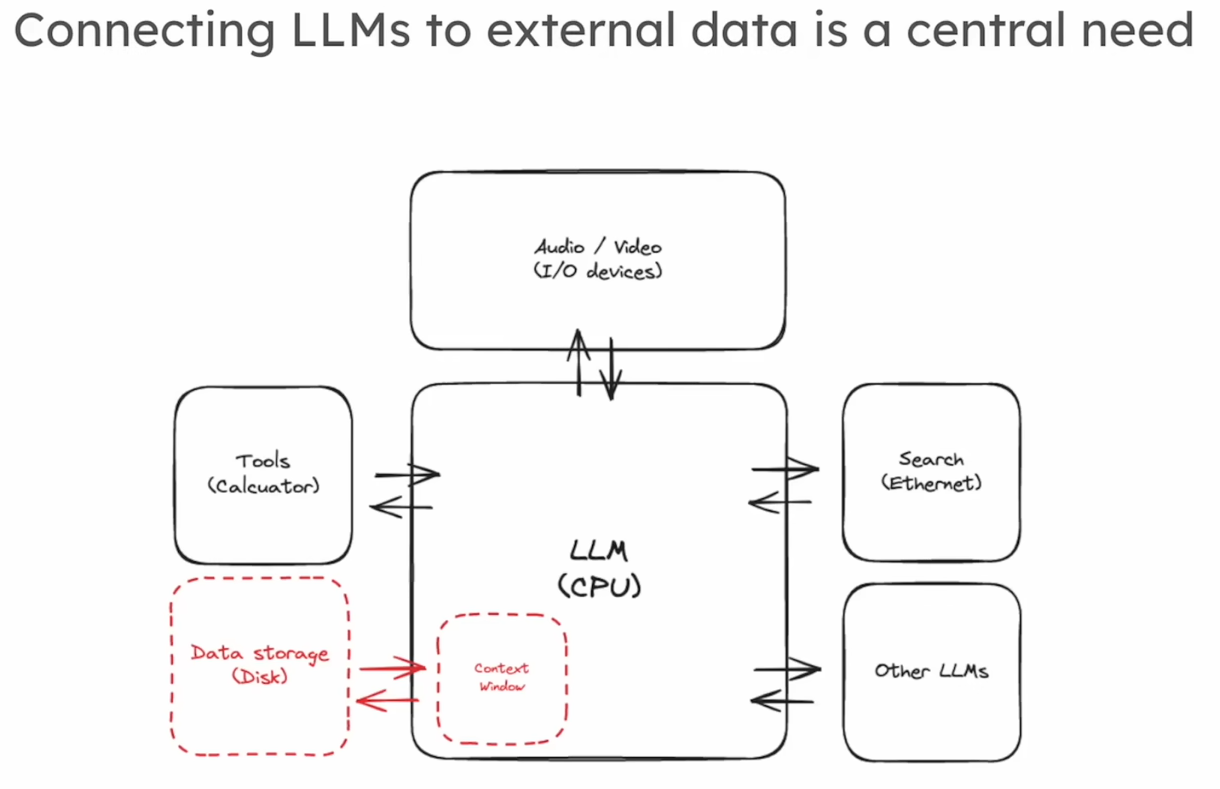 Connecting LLMs to external data is a central need
Audio / Video
(I/O devices)
Tools
(Calcuator)
Search
(Ethernet)
LLM
(CPU)
Data storage
(Disk)
Context
Window
Other LLMs